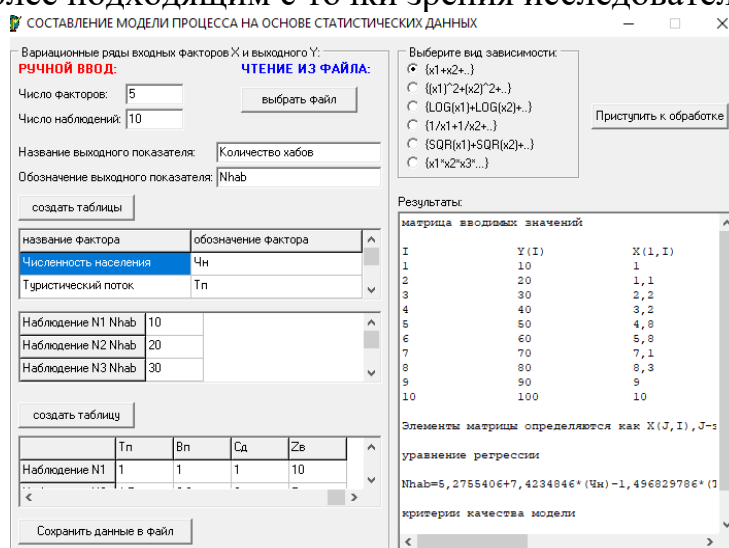 более подходящим с точки зрения исследовател
СОСТАВЛЕНИЕ МОДЕЛИ ПРОЦЕССА НА ОСНОВЕ СТАТИСТИЧЕСКИХ ДАННЫХ
Вариационные ряды входных факторов X и выходного Y:
РУЧНОЙ ВВОД: ЧТЕНИЕ ИЗ ФАЙЛА:
Число факторов: 5
выбрать файл
Число наблюдений: 10
Название выходного показателя: Количество хабов
Обозначение выходного показателя: Nhab
создать таблицы
название фактора обозначение фактора
Численность населения Чн
Туристический поток Тп
Наблюдение N1 Nhab 10
Наблюдение N2 Nhab 20
Наблюдение N3 Nhab 30
создать таблицу
Тп Вп Сд Zв
Наблюдение N1 1 1 1 10
Сохранить данные в файл
Выберите вид зависимости:
{x1+x2+..}
{(x1)^2+(x2)^2+..}
{LOG(x1)+LOG(x2)+..}
{1/x1+1/x2+..}
{SQR(x1)+SQR(x2)+..}
{x1*x2*x3*...}
Приступить к обработке
Результаты:
матрица вводимых значений
I Y(I) X(1,I)
1 10 1
2 20 1,1
3 30 2,2
4 40 3,2
5 50 4,8
6 60 5,8
7 70 7,1
8 80 8,3
9 90 9
10 100 10
Элементы матрицы определяются как X(J,I),J-
уравнение регрессии
Nhab=5,2755406+7,4234846*(Чн)-1,496829786*(
критерии качества модели